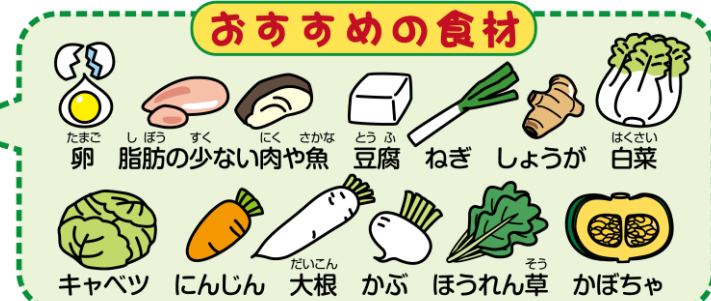 おすすめの食材
たまご しぼう すく にく さかな とうふ はくさい
卵 脂肪の少ない肉や魚 豆腐 ねぎ しょうが 白菜
だいこん そう
キャベツ にんじん 大根 かぶ ほうれん草 かぼちゃ